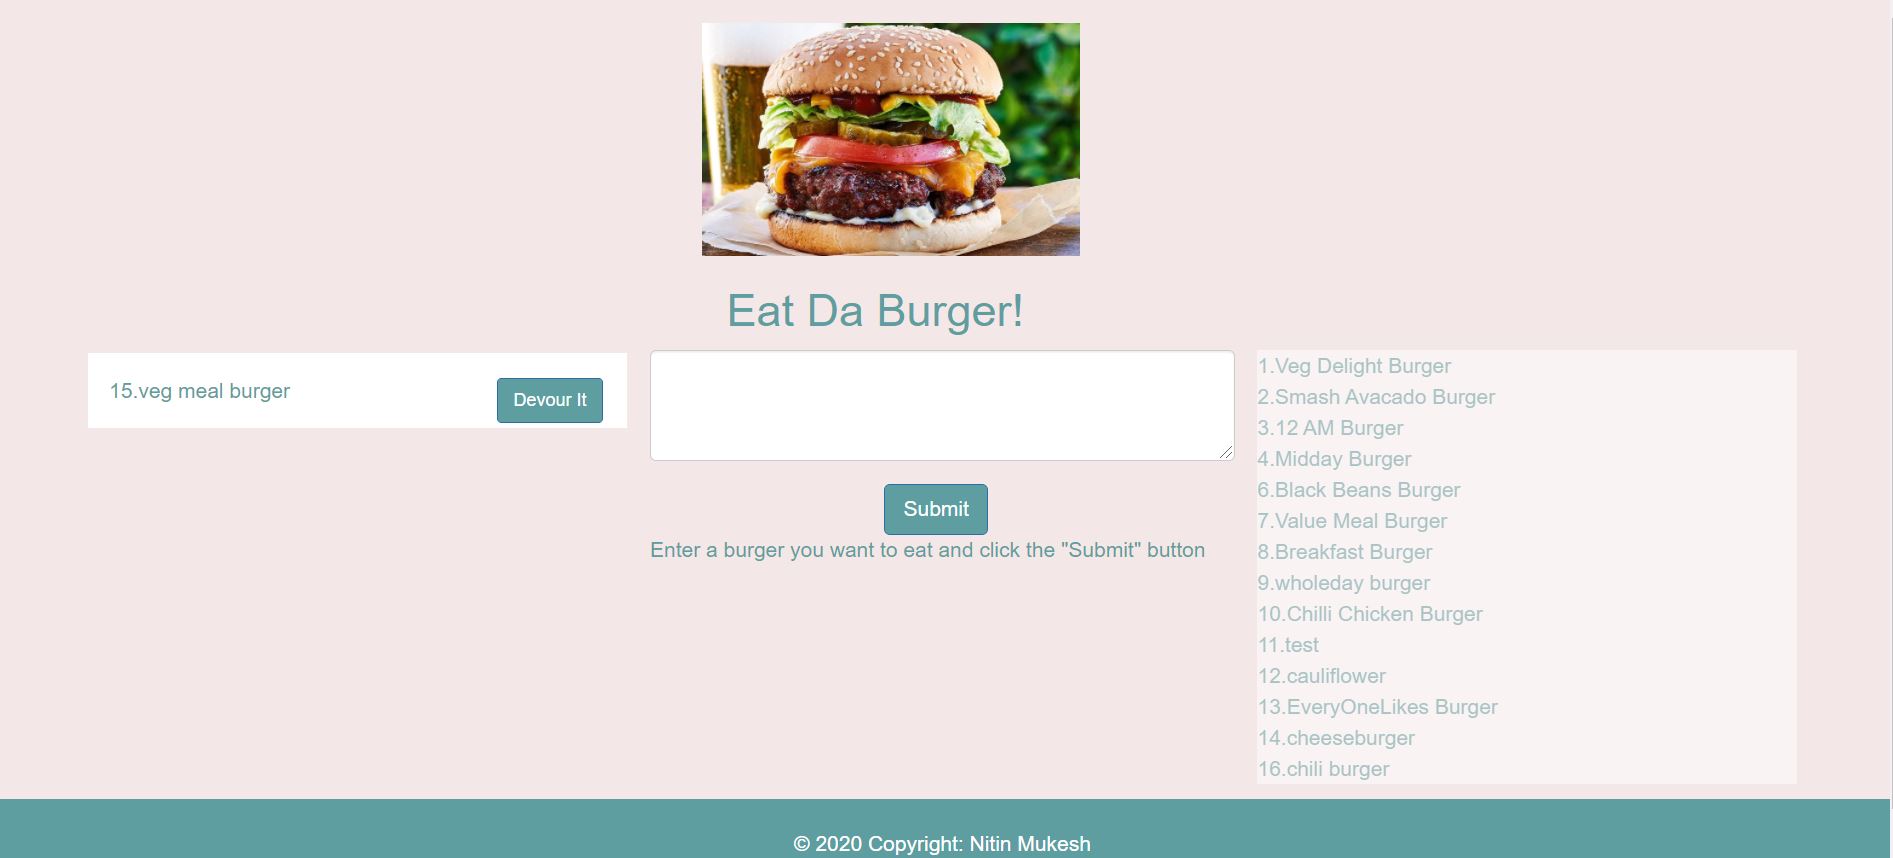 Eat Da Burger!
15.veg meal burger
Devour It
Submit
Enter a burger you want to eat and click the "Submit" button
1.Veg Delight Burger
2.Smash Avacado Burger
3.12 AM Burger
4.Midday Burger
6.Black Beans Burger
7.Value Meal Burger
8.Breakfast Burger
9.wholeday burger
10.Chilli Chicken Burger
11.test
12.cauliflower
13.EveryOneLikes Burger
14.cheeseburger
16.chili burger
© 2020 Copyright: Nitin Mukesh